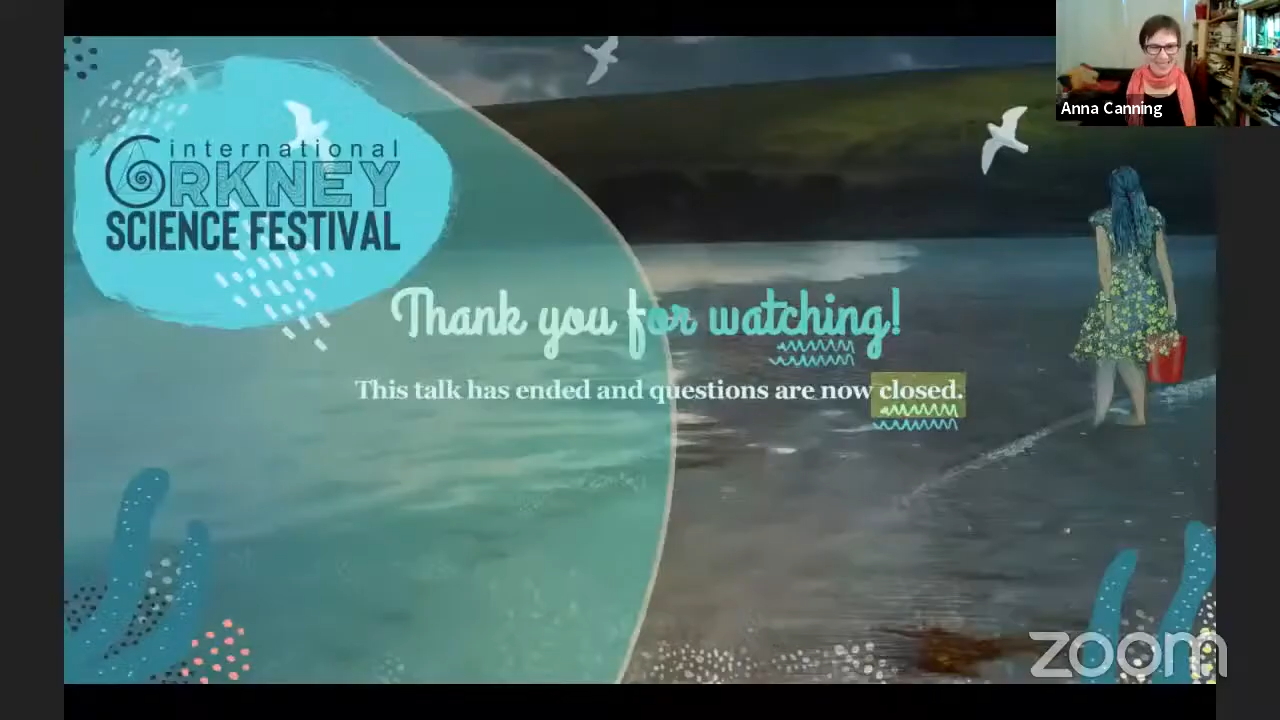 international
ORKNEY
SCIENCE FESTIVAL
Thank you for watching!
This talk has ended and questions are now closed.
Anna Canning
zoom